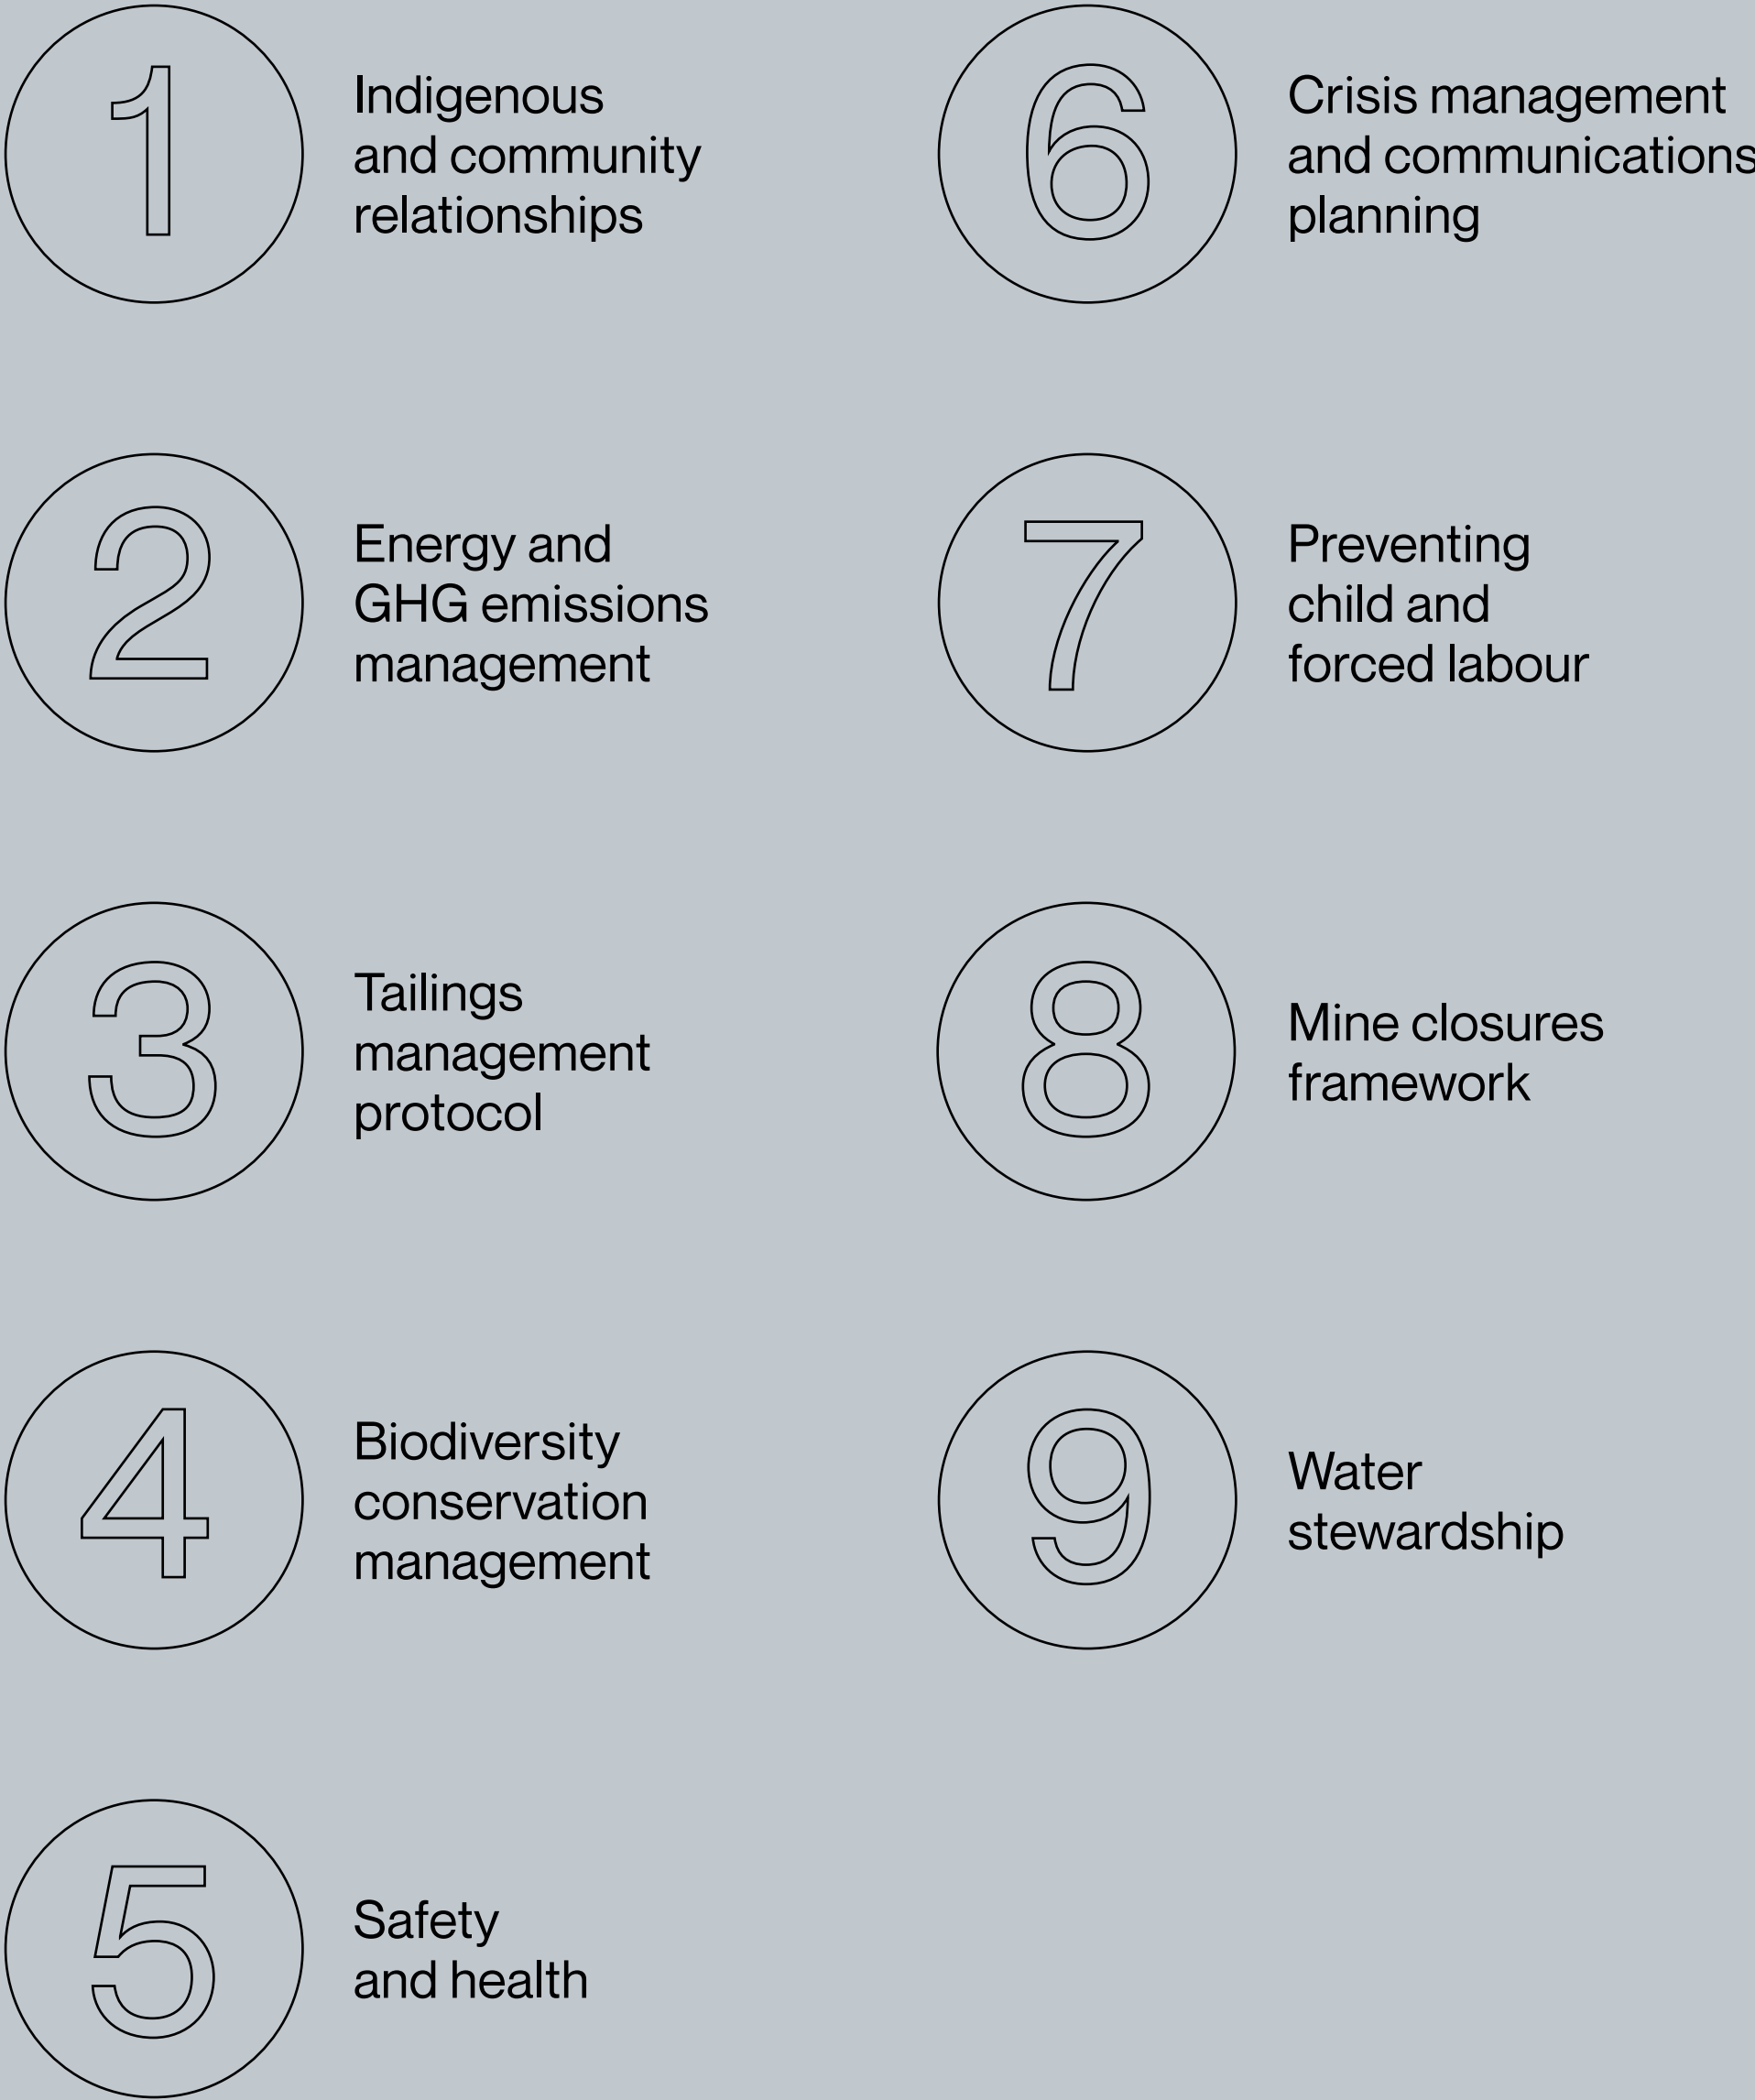 1
Indigenous
and community
relationships
2
Energy and
GHG emissions
management
3
Tailings
management
protocol
4
Biodiversity
conservation
management
5
Safety
and health
6
Crisis management
and communications
planning
7
Preventing
child and
forced labour
8
Mine closures
framework
9
Water
stewardship